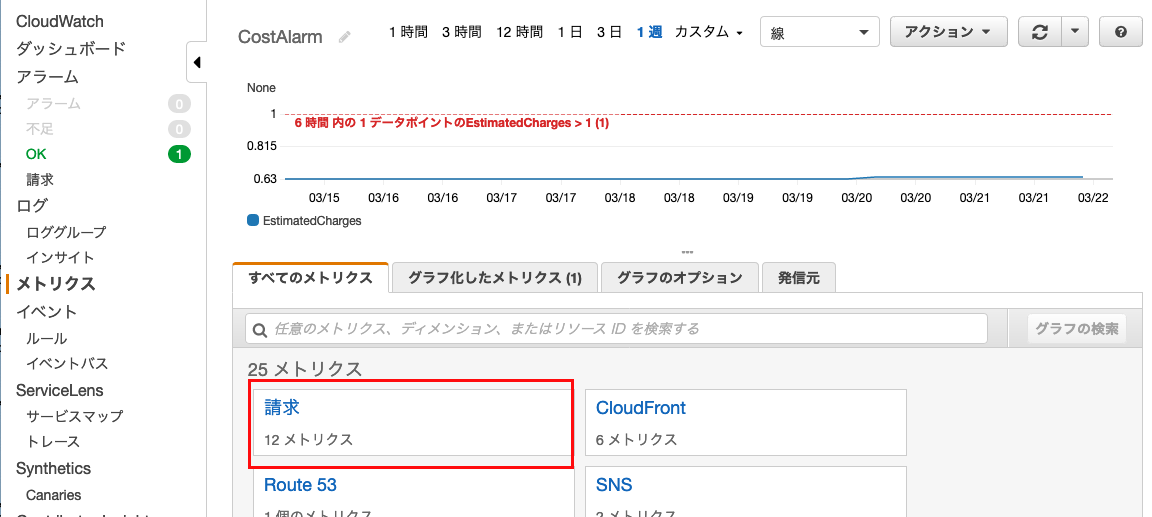 CloudWatch
ダッシュボード
アラーム
アラーム 0
不足 0
OK 1
請求
ログ
ロググループ
インサイト
メトリクス
イベント
ルール
イベントバス
ServiceLens
サービスマップ
トレース
Synthetics
Canaries
CostAlarm 1 時間 3 時間 12 時間 1 日 3 日 1 週 カスタム 線 アクション
None
1
6 時間 内の 1 データポイントのEstimatedCharges > 1 (1)
0.815
0.63
03/15 03/16 03/16 03/17 03/17 03/18 03/18 03/19 03/19 03/20 03/20 03/21 03/21 03/22
EstimatedCharges
すべてのメトリクス グラフ化したメトリクス (1) グラフのオプション 発信元
任意のメトリクス、ディメンション、またはリソース ID を検索する グラフの検索
25 メトリクス
請求 CloudFront
12 メトリクス 6 メトリクス
Route 53 SNS
1 個のメトリクス 2 メトリクス